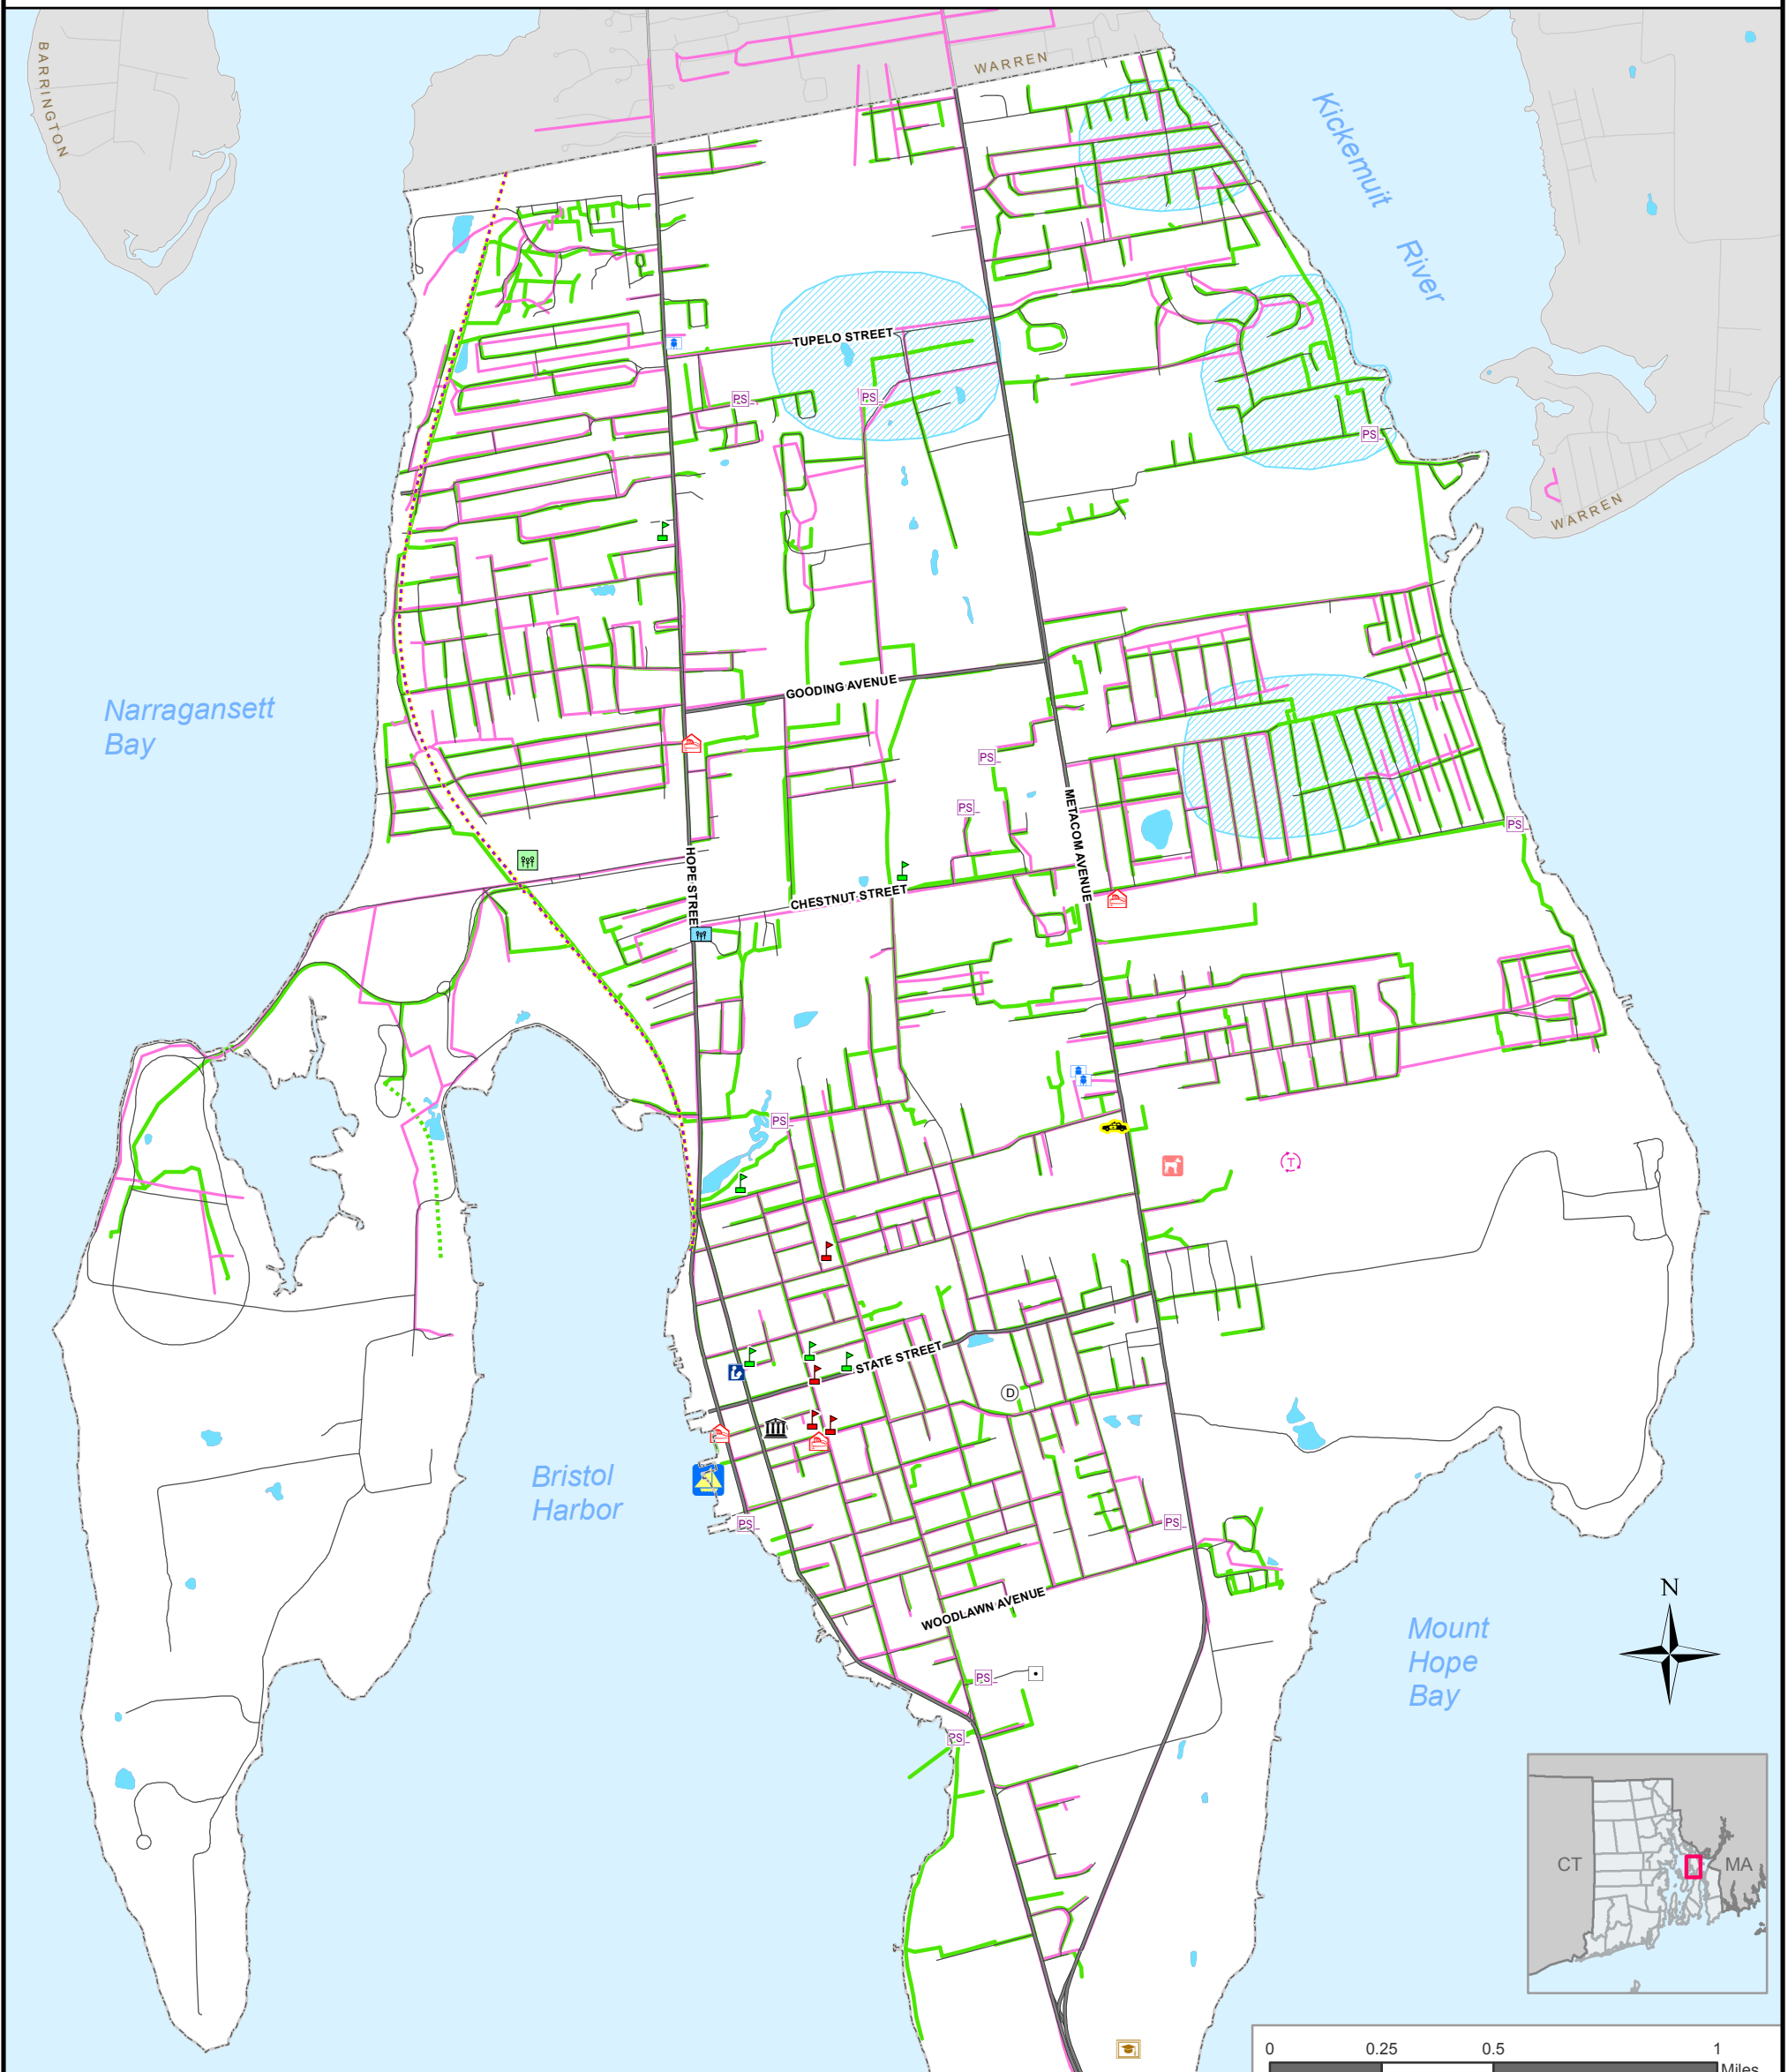 BARRINGTON
WARREN
Kickemuit
River
TUPELO STREET
PS
PS
PS
WARREN
Narragansett
Bay
GOODING AVENUE
PS
METACOM AVENUE
PS
PS
HOPE STREET
CHESTNUT STREET
PS
T
STATE STREET
D
Bristol
Harbor
PS
PS
WOODLAWN AVENUE
N
Mount
Hope
Bay
PS
PS
CT
MA
0 0.25 0.5 1
Miles